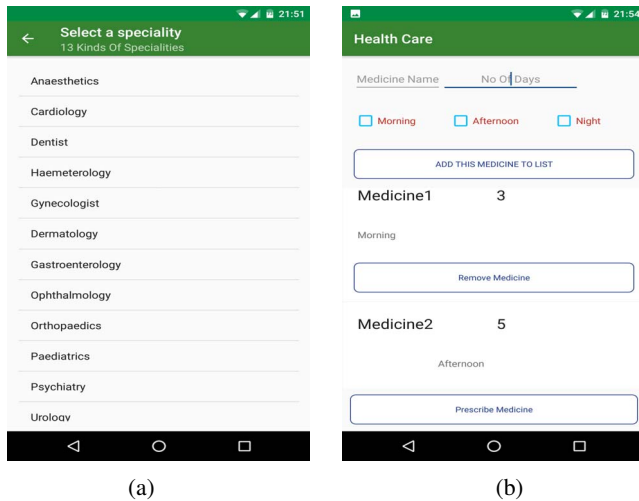 21:51
Select a speciality
13 Kinds Of Specialities
Anaesthetics
Cardiology
Dentist
Haemeterology
Gynecologist
Dermatology
Gastroenterology
Ophthalmology
Orthopaedics
Paediatrics
Psychiatry
Urology
(a)
21:54
Health Care
Medicine Name No Of Days
Morning Afternoon Night
ADD THIS MEDICINE TO LIST
Medicine1 3
Morning
Remove Medicine
Medicine2 5
Afternoon
Prescribe Medicine
(b)